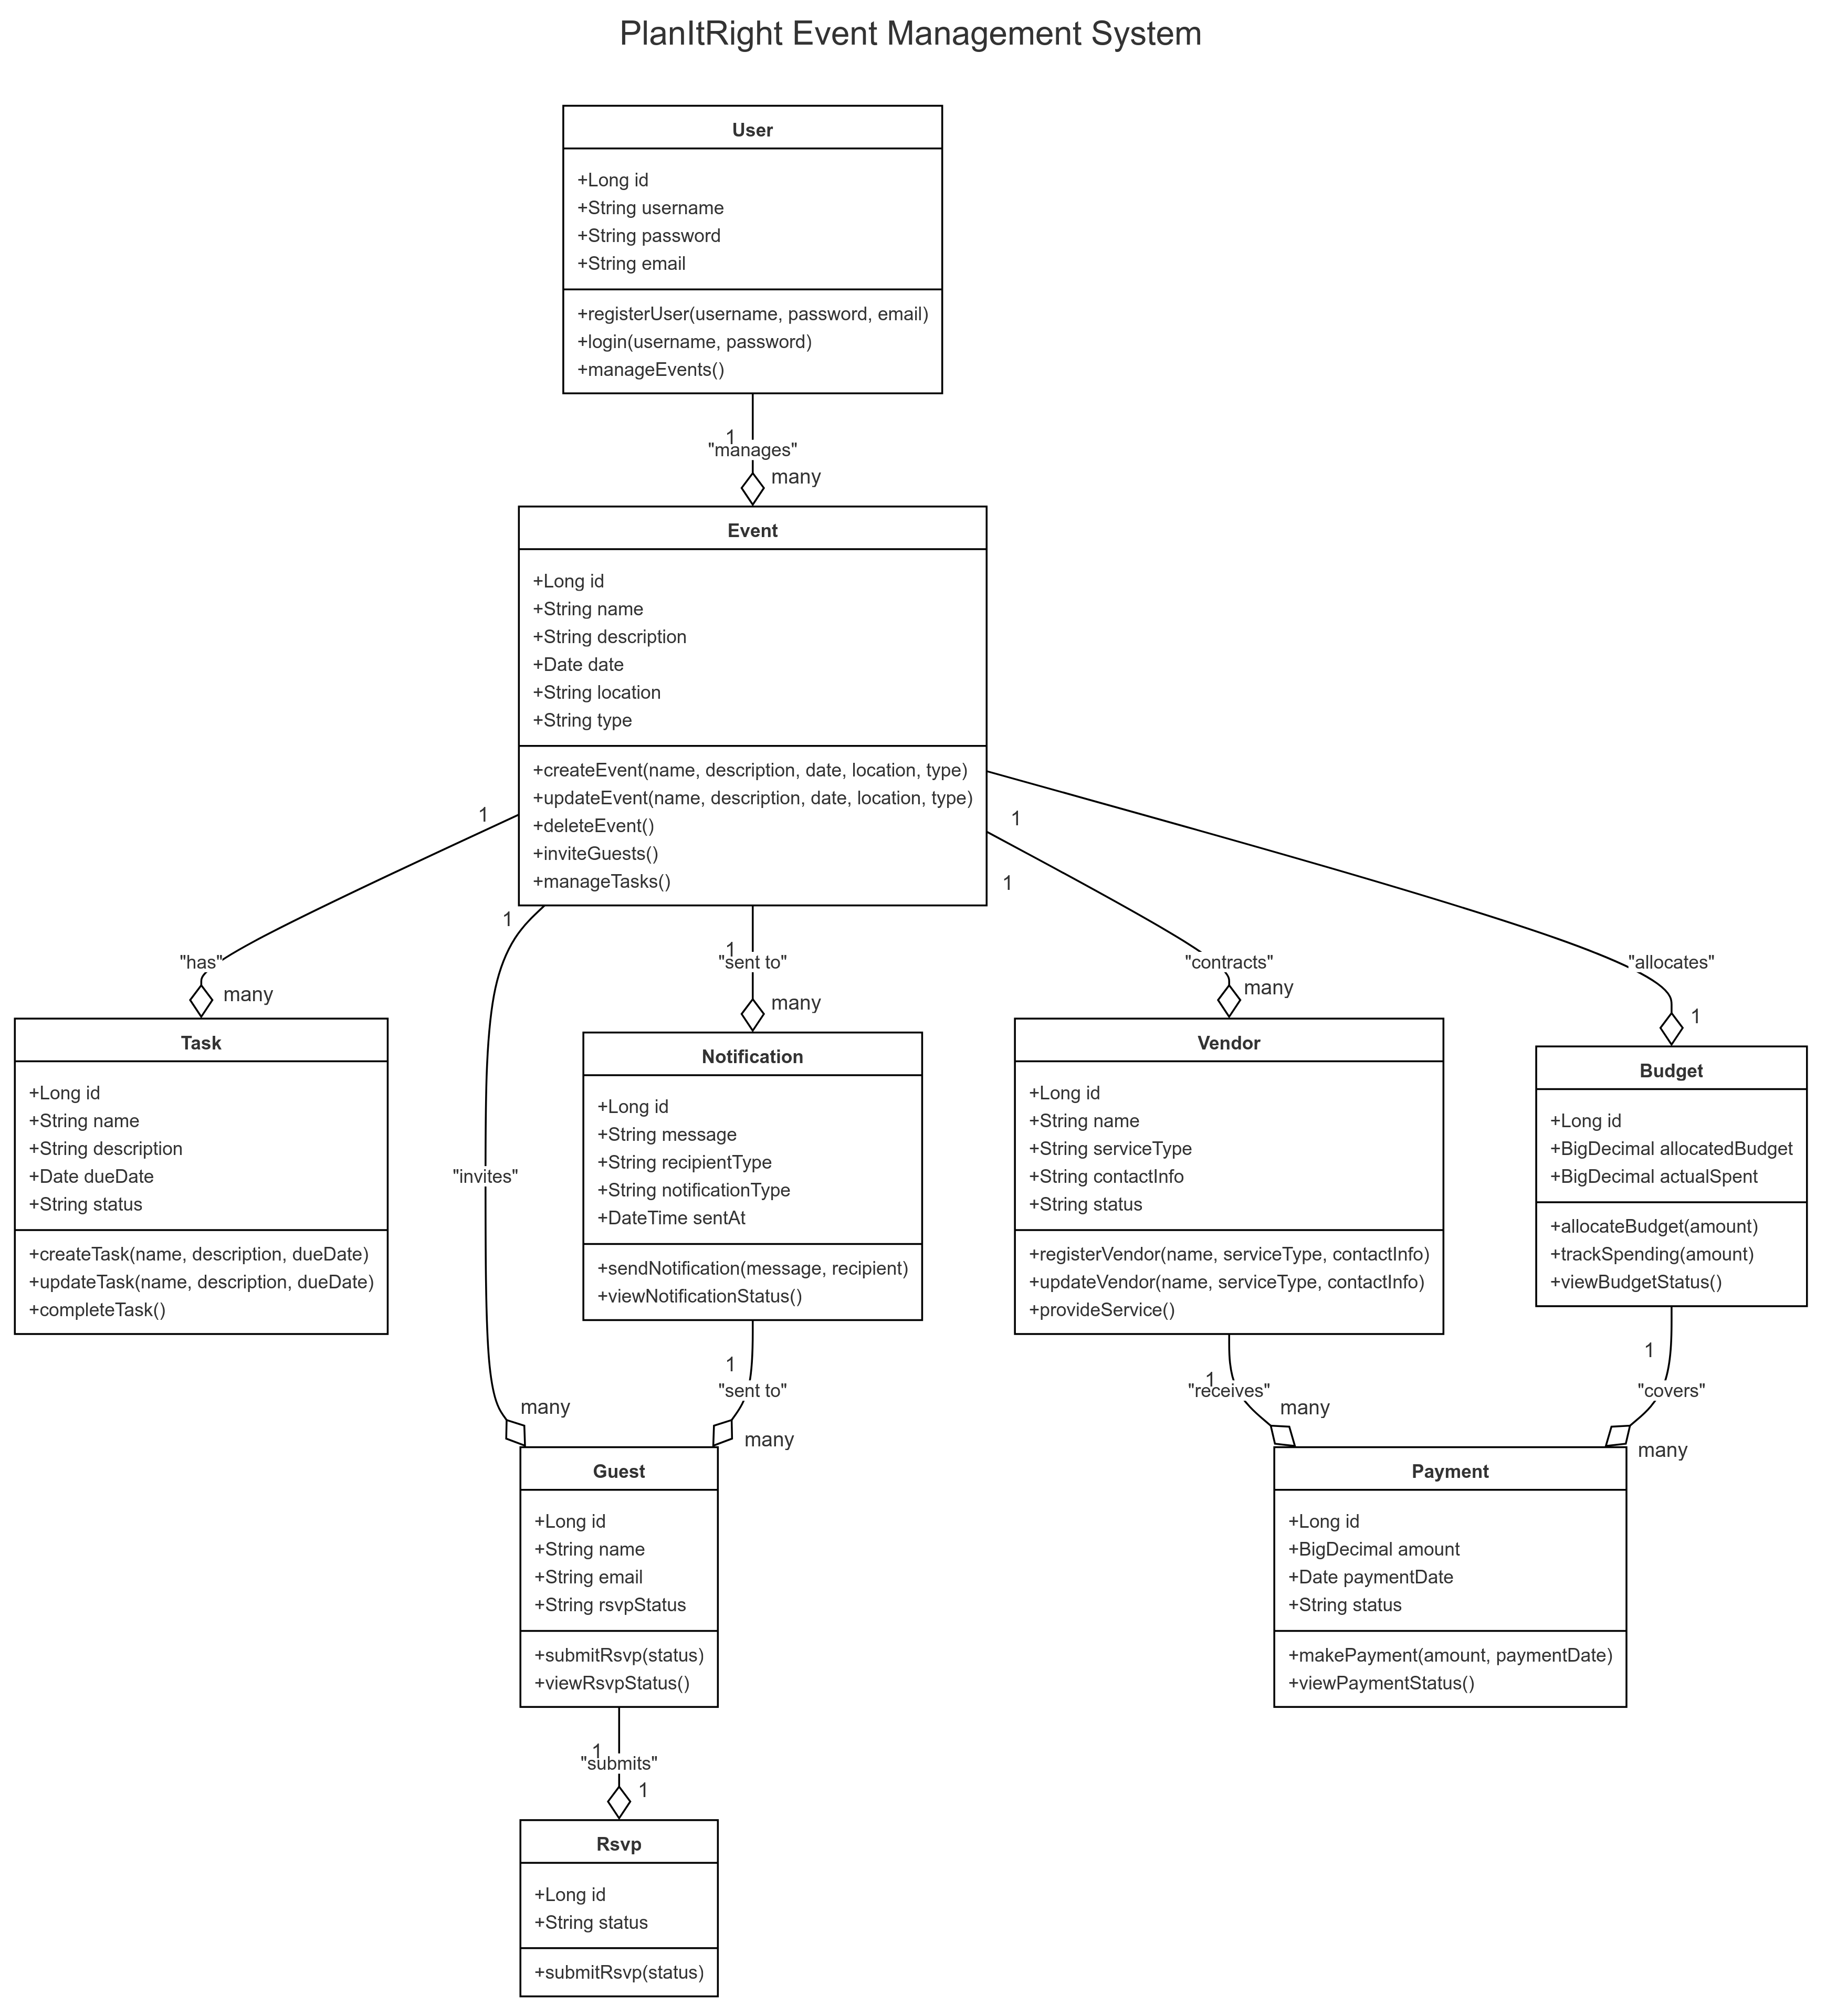 PlanItRight Event Management System
User
+Long id
+String username
+String password
+String email
+registerUser(username, password, email)
+login(username, password)
+manageEvents()
1
"manages"
many
Event
+Long id
+String name
+String description
+Date date
+String location
+String type
+createEvent(name, description, date, location, type)
+updateEvent(name, description, date, location, type)
+deleteEvent()
+inviteGuests()
+manageTasks()
1
1
1
1
1
"has"
"sent to"
"contracts"
"allocates"
many
many
many
1
Task
+Long id
+String name
+String description
+Date dueDate
+String status
+createTask(name, description, dueDate)
+updateTask(name, description, dueDate)
+completeTask()
"invites"
Notification
+Long id
+String message
+String recipientType
+String notificationType
+DateTime sentAt
+sendNotification(message, recipient)
+viewNotificationStatus()
Vendor
+Long id
+String name
+String serviceType
+String contactInfo
+String status
+registerVendor(name, serviceType, contactInfo)
+updateVendor(name, serviceType, contactInfo)
+provideService()
Budget
+Long id
+BigDecimal allocatedBudget
+BigDecimal actualSpent
+allocateBudget(amount)
+trackSpending(amount)
+viewBudgetStatus()
1
"sent to"
many
many
1
"receives"
many
1
"covers"
many
Guest
+Long id
+String name
+String email
+String rsvpStatus
+submitRsvp(status)
+viewRsvpStatus()
Payment
+Long id
+BigDecimal amount
+Date paymentDate
+String status
+makePayment(amount, paymentDate)
+viewPaymentStatus()
1
"submits"
1
Rsvp
+Long id
+String status
+submitRsvp(status)